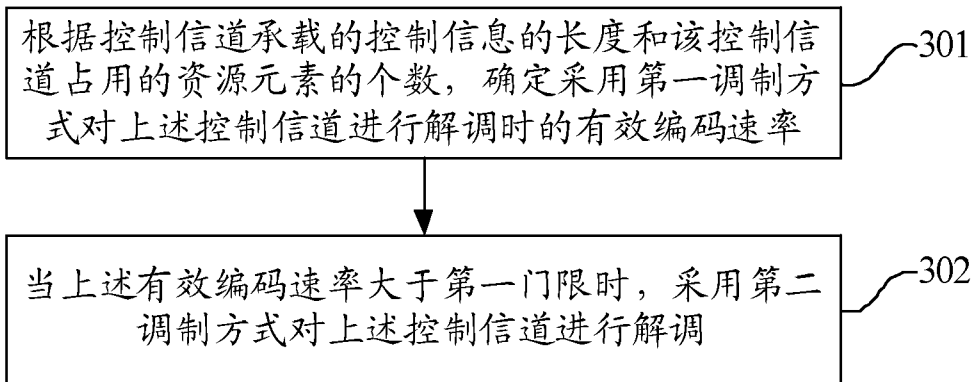 根据控制信道承载的控制信息的长度和该控制信
道占用的资源元素的个数，确定采用第一调制方
式对上述控制信道进行解调时的有效编码速率
301
当上述有效编码速率大于第一门限时，采用第二
调制方式对上述控制信道进行解调
302